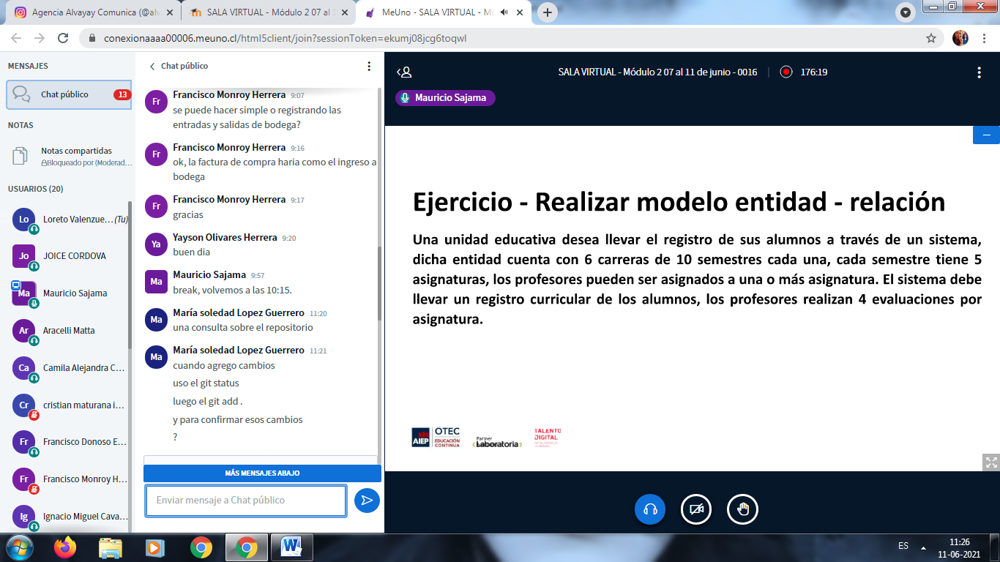 Agencia Alvayay Comunica (@alv
SALA VIRTUAL - Módulo 2 07 al 1
MeUno - SALA VIRTUAL - Mó
conexionaaaa00006.meuno.cl/html5client/join?sessionToken=ekumj08jcg6toqwl
MENSAJES
Chat público
13
NOTAS
Notas compartidas
Bloqueado por (Moderad...
USUARIOS (20)
Lo
Loreto Valenzue... (Tu)
Jo
JOICE CORDOVA
Ma
Mauricio Sajama
Ar
Aracelli Matta
Ca
Camila Alejandra C...
Cr
cristian maturana i...
Fr
Francisco Donoso E...
Fr
Francisco Monroy H...
Ig
Ignacio Miguel Cava...
Chat público
Fr
Francisco Monroy Herrera 9:07
se puede hacer simple o registrando las
entradas y salidas de bodega?
Fr
Francisco Monroy Herrera 9:16
ok, la factura de compra haria como el ingreso a
bodega
Fr
Francisco Monroy Herrera 9:17
gracias
Ya
Yayson Olivares Herrera 9:20
buen dia
Ma
Mauricio Sajama 9:57
break, volvemos a las 10:15.
Ma
María soledad Lopez Guerrero 11:20
una consulta sobre el repositorio
Ma
María soledad Lopez Guerrero 11:21
cuando agrego cambios
uso el git status
luego el git add .
y para confirmar esos cambios
?
MÁS MENSAJES ABAJO
Enviar mensaje a Chat público
SALA VIRTUAL - Módulo 2 07 al 11 de junio - 0016
176:19
Mauricio Sajama
Ejercicio - Realizar modelo entidad - relación
Una unidad educativa desea llevar el registro de sus alumnos a través de un sistema,
dicha entidad cuenta con 6 carreras de 10 semestres cada una, cada semestre tiene 5
asignaturas, los profesores pueden ser asignados a una o más asignatura. El sistema debe
llevar un registro curricular de los alumnos, los profesores realizan 4 evaluaciones por
asignatura.
AIEP
OTEC
EDUCACIÓN
CONTINUA
Partner
Laboratoria
TALENTO
DIGITAL
ES
11:26
11-06-2021